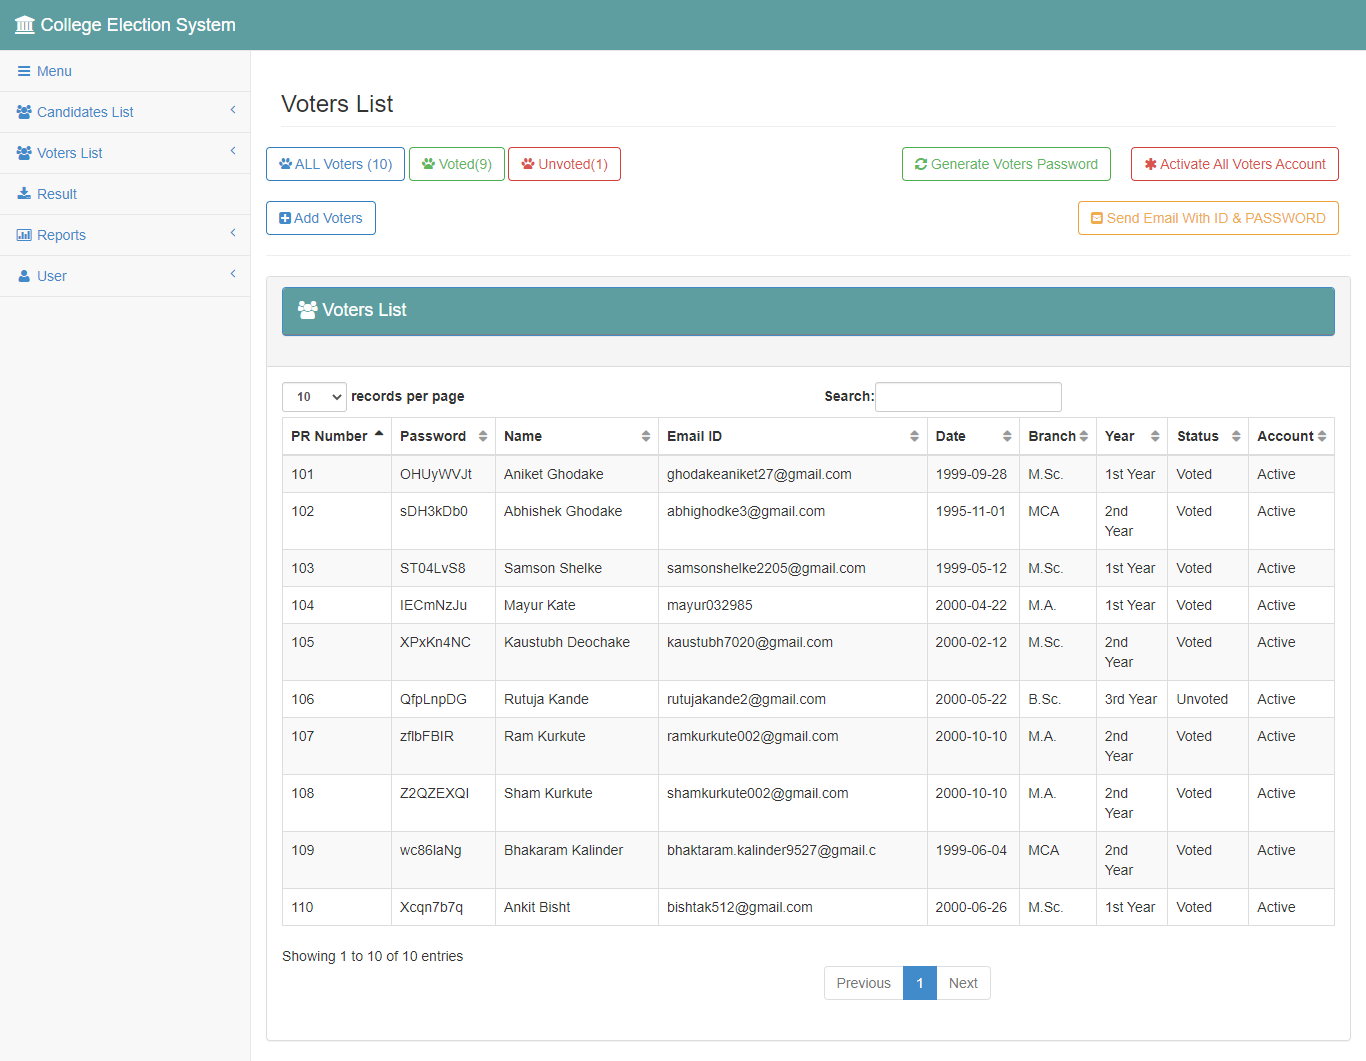 College Election System
Menu
Candidates List
Voters List
Result
Reports
User
Voters List
ALL Voters (10) Voted(9) Unvoted(1) Generate Voters Password Activate All Voters Account
Add Voters Send Email With ID & PASSWORD
Voters List
10 records per page Search:
PR Number Password Name Email ID Date Branch Year Status Account
101 OHUyWVJt Aniket Ghodake ghodakeaniket27@gmail.com 1999-09-28 M.Sc. 1st Year Voted Active
102 sDH3kDb0 Abhishek Ghodake abhighodke3@gmail.com 1995-11-01 MCA 2nd Year Voted Active
103 ST04LvS8 Samson Shelke samsonshelke2205@gmail.com 1999-05-12 M.Sc. 1st Year Voted Active
104 IECmNzJu Mayur Kate mayur032985 2000-04-22 M.A. 1st Year Voted Active
105 XPxKn4NC Kaustubh Deochake kaustubh7020@gmail.com 2000-02-12 M.Sc. 2nd Year Voted Active
106 QfpLnpDG Rutuja Kande rutujakande2@gmail.com 2000-05-22 B.Sc. 3rd Year Unvoted Active
107 zflbFBIR Ram Kurkute ramkurkute002@gmail.com 2000-10-10 M.A. 2nd Year Voted Active
108 Z2QZEXQI Sham Kurkute shamkurkute002@gmail.com 2000-10-10 M.A. 2nd Year Voted Active
109 wc86laNg Bhakaram Kalinder bhaktaram.kalinder9527@gmail.c 1999-06-04 MCA 2nd Year Voted Active
110 Xcqn7b7q Ankit Bisht bishtak512@gmail.com 2000-06-26 M.Sc. 1st Year Voted Active
Showing 1 to 10 of 10 entries
Previous 1 Next